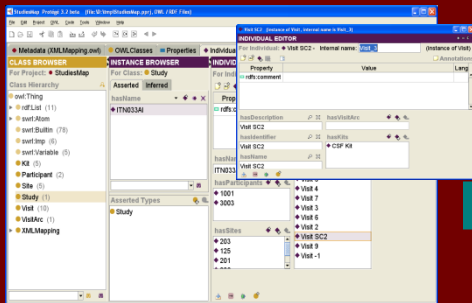 StudiesMap Protégé 3.2 beta (file:\D:\tmp\StudiesMap.pprj, OWL / RDF Files)
File Edit Project OWL Code Tools Window Help
Metadata (XMLMapping.owl)
OWLClasses
Properties
Individuals
CLASS BROWSER
For Project: StudiesMap
Class Hierarchy
owl:Thing
rdf:List (11)
swrl:Atom
swrl:Builtin (78)
swrl:Imp (6)
swrl:Variable (5)
Kit (5)
Participant (2)
Site (5)
Study (1)
Visit (10)
VisitArc (1)
XMLMapping
INSTANCE BROWSER
For Class: Study
Asserted Inferred
hasName
ITN033AI
Asserted Types
Study
hasParticipants
1001
3003
hasSites
203
125
201
Visit 4
Visit 7
Visit 3
Visit 6
Visit 2
Visit SC2
Visit 9
Visit -1
Visit SC2 (instance of Visit, internal name is Visit_3)
INDIVIDUAL EDITOR
For Individual: Visit SC2 - Internal name: Visit_3 (instance of Visit)
Annotations
Property Value Lang
rdfs:comment
hasDescription
Visit SC2
hasIdentifier
Visit SC2
hasName
Visit SC2
hasVisitArc
hasKits
CSF Kit